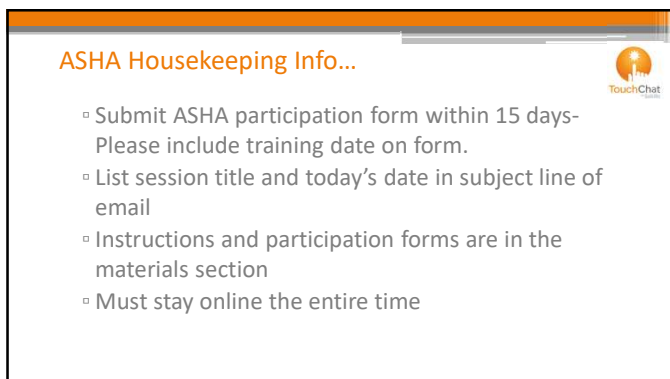 ASHA Housekeeping Info…
TouchChat
▫ Submit ASHA participation form within 15 days-
Please include training date on form.
▫ List session title and today's date in subject line of
email
▫ Instructions and participation forms are in the
materials section
▫ Must stay online the entire time